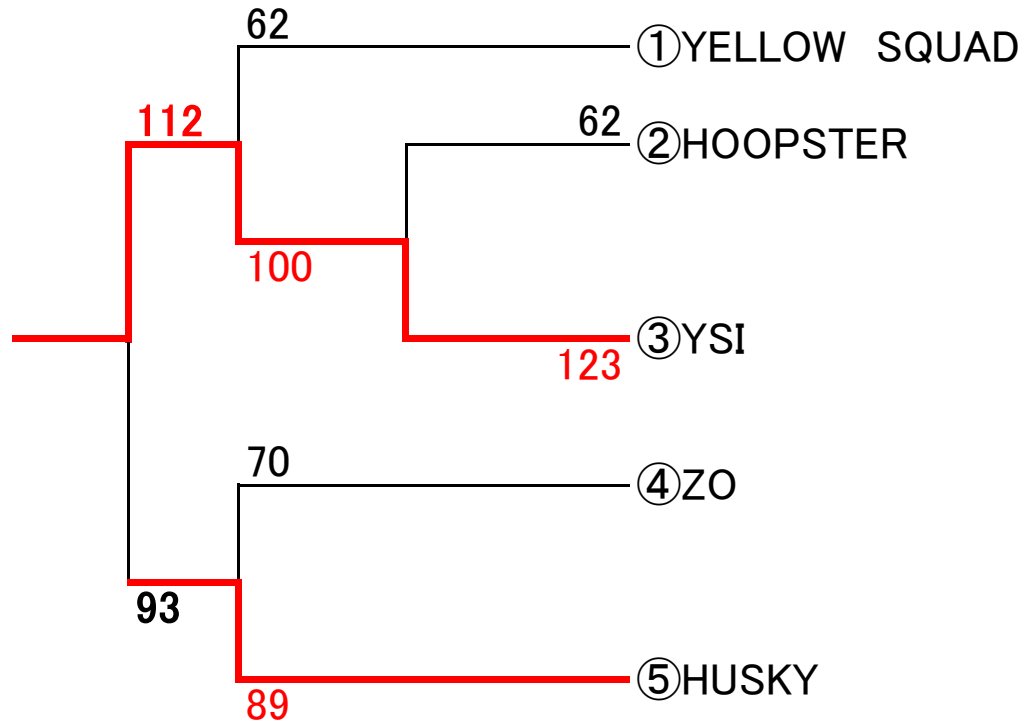 62
①YELLOW　SQUAD
112
62
②HOOPSTER
100
③YSI
123
70
④ZO
93
⑤HUSKY
89